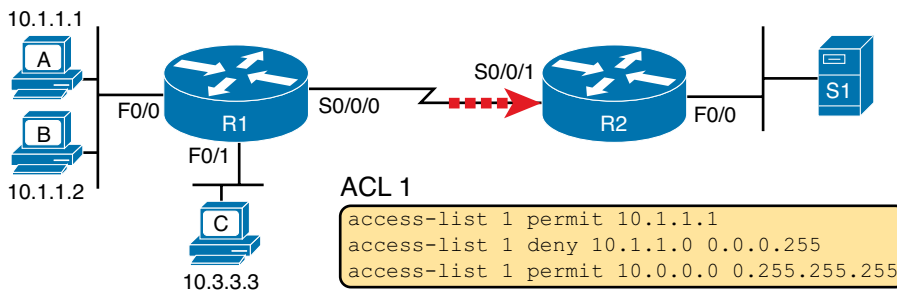 10.1.1.1
A
B
10.1.1.2
F0/0
R1
S0/0/0
F0/1
C
10.3.3.3
S0/0/1
R2
F0/0
S1
ACL 1
access-list 1 permit 10.1.1.1
access-list 1 deny 10.1.1.0 0.0.0.255
access-list 1 permit 10.0.0.0 0.255.255.255